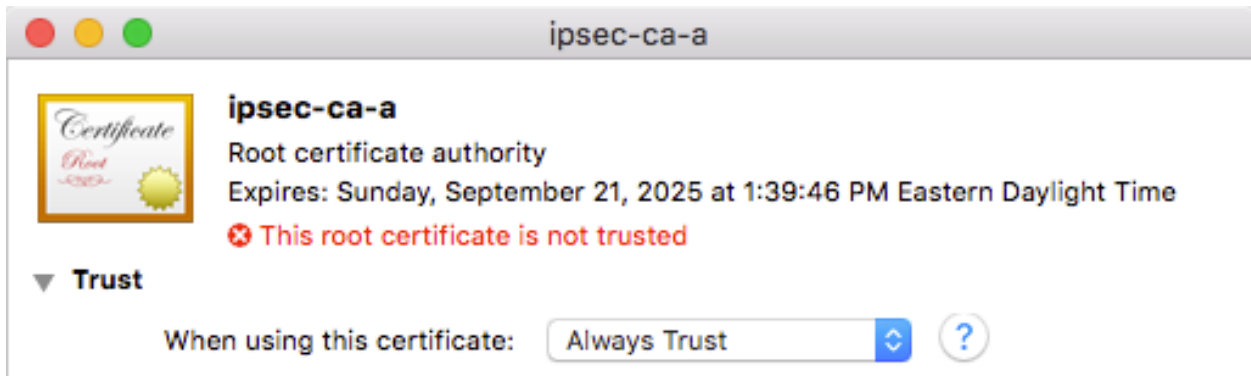 ipsec-ca-a
Certificate
Root
ipsec-ca-a
Root certificate authority
Expires: Sunday, September 21, 2025 at 1:39:46 PM Eastern Daylight Time
This root certificate is not trusted
Trust
When using this certificate: Always Trust ?